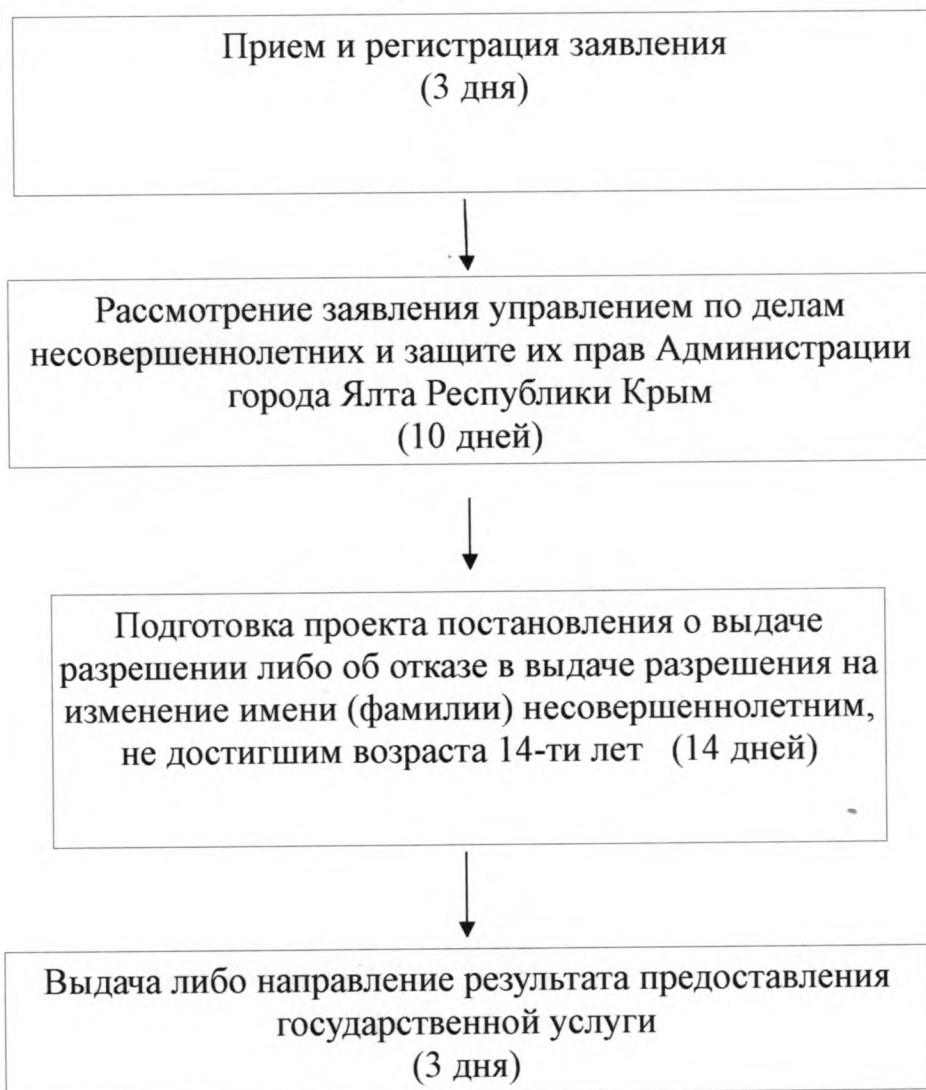 Прием и регистрация заявления
(3 дня)
Рассмотрение заявления управлением по делам
несовершеннолетних и защите их прав Администрации
города Ялта Республики Крым
(10 дней)
Подготовка проекта постановления о выдаче
разрешении либо об отказе в выдаче разрешения на
изменение имени (фамилии) несовершеннолетним,
не достигшим возраста 14-ти лет (14 дней)
Выдача либо направление результата предоставления
государственной услуги
(3 дня)